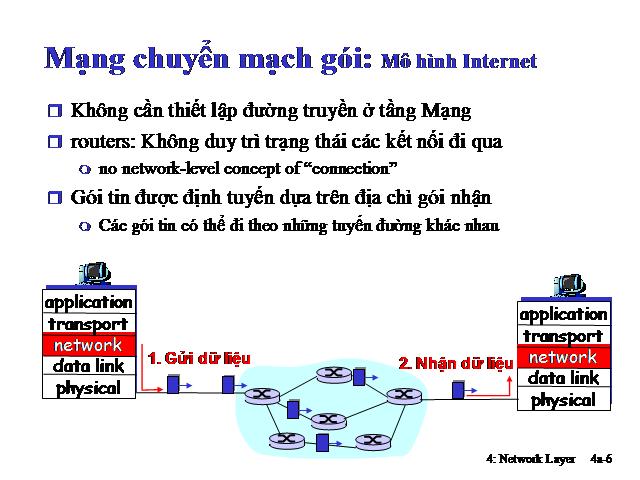 Mạng chuyển mạch gói: Mô hình Internet
Không cần thiết lập đường truyền ở tầng Mạng
routers: Không duy trì trạng thái các kết nối đi qua
no network-level concept of “connection”
Gói tin được định tuyến dựa trên địa chỉ gói nhận
Các gói tin có thể đi theo những tuyến đường khác nhau
application
transport
network
data link
physical
1. Gửi dữ liệu
2. Nhận dữ liệu
application
transport
network
data link
physical
4: Network Layer 4a-6